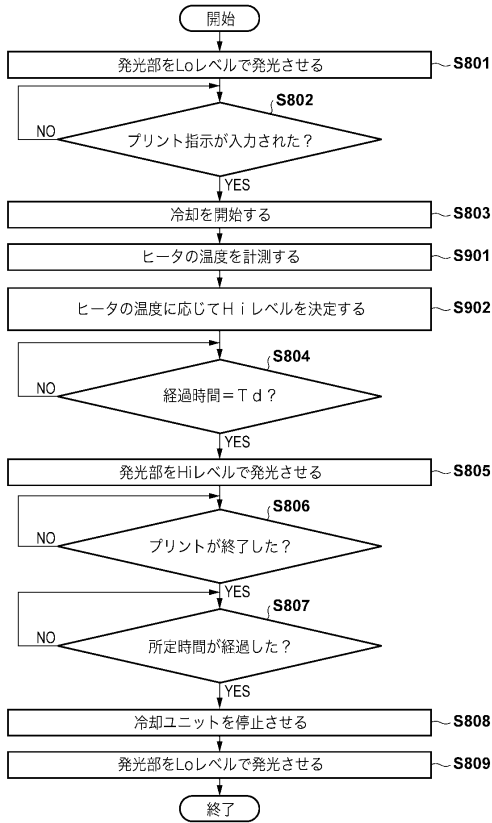 開始
発光部をLoレベルで発光させる
S801
S802
プリント指示が入力された?
NO
YES
冷却を開始する
S803
ヒータの温度を計測する
S901
ヒータの温度に応じてHiレベルを決定する
S902
S804
経過時間=Td?
NO
YES
発光部をHiレベルで発光させる
S805
S806
プリントが終了した?
NO
YES
S807
所定時間が経過した?
NO
YES
冷却ユニットを停止させる
S808
発光部をLoレベルで発光させる
S809
終了